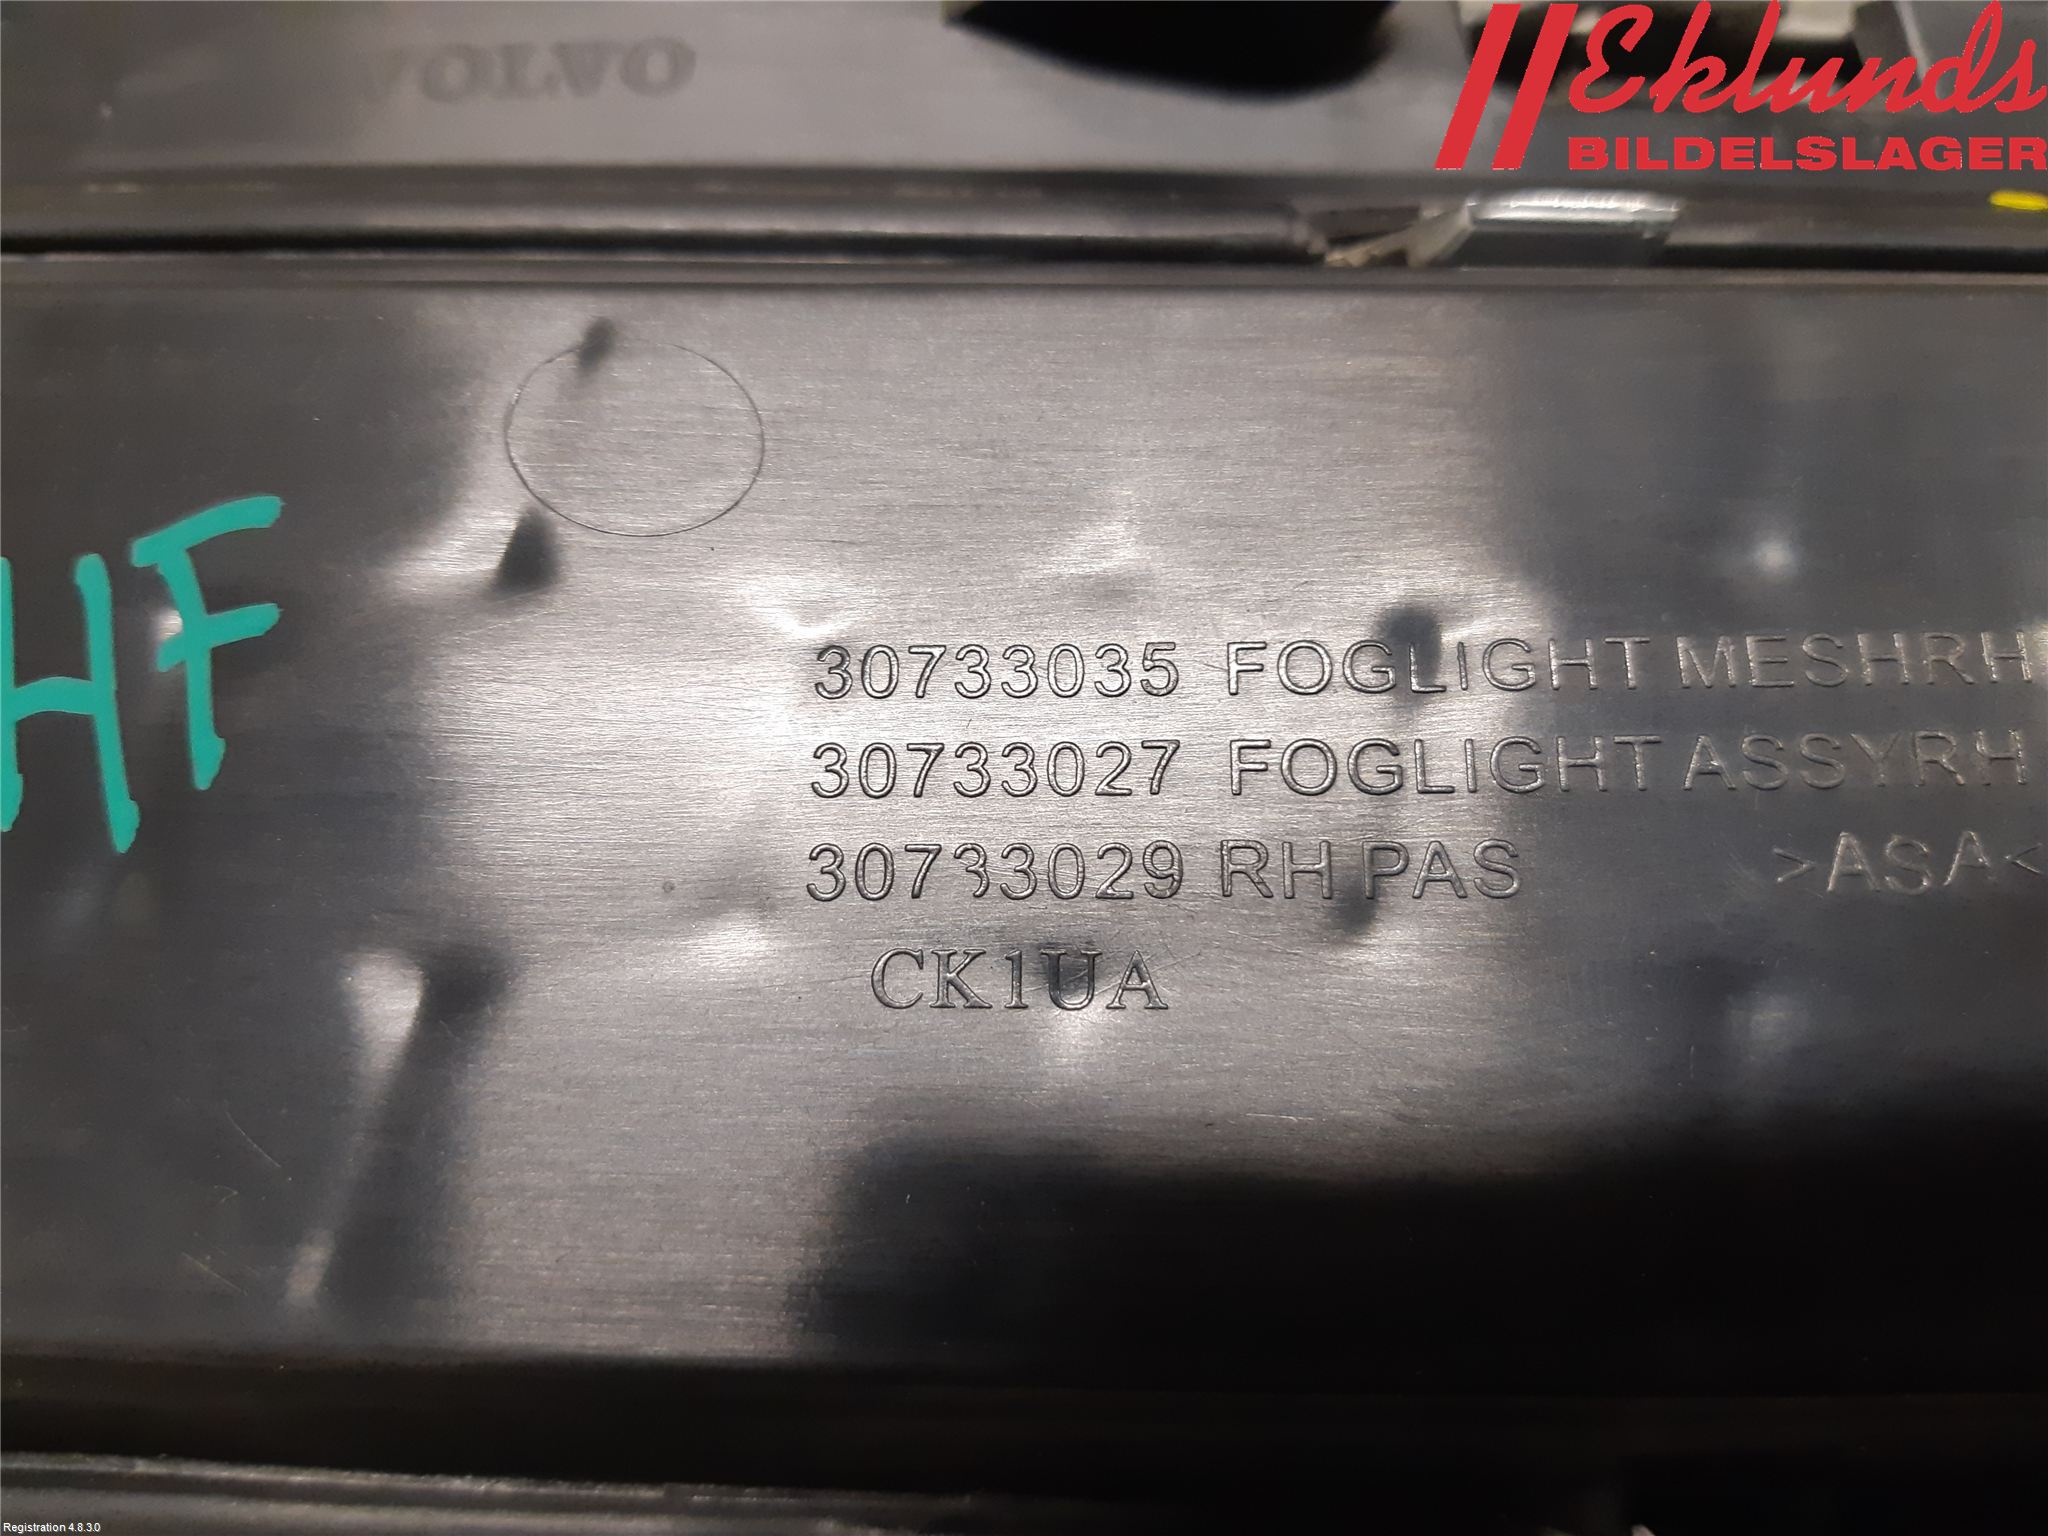 VOLVO
Eklunds
BILDELSLAGER
HF
30733035 FOGLIGHT MESHRH
30733027 FOGLIGHT ASSYRH
30733029 RH PAS >ASA<
CK1UA
Registration 4.8.3.0